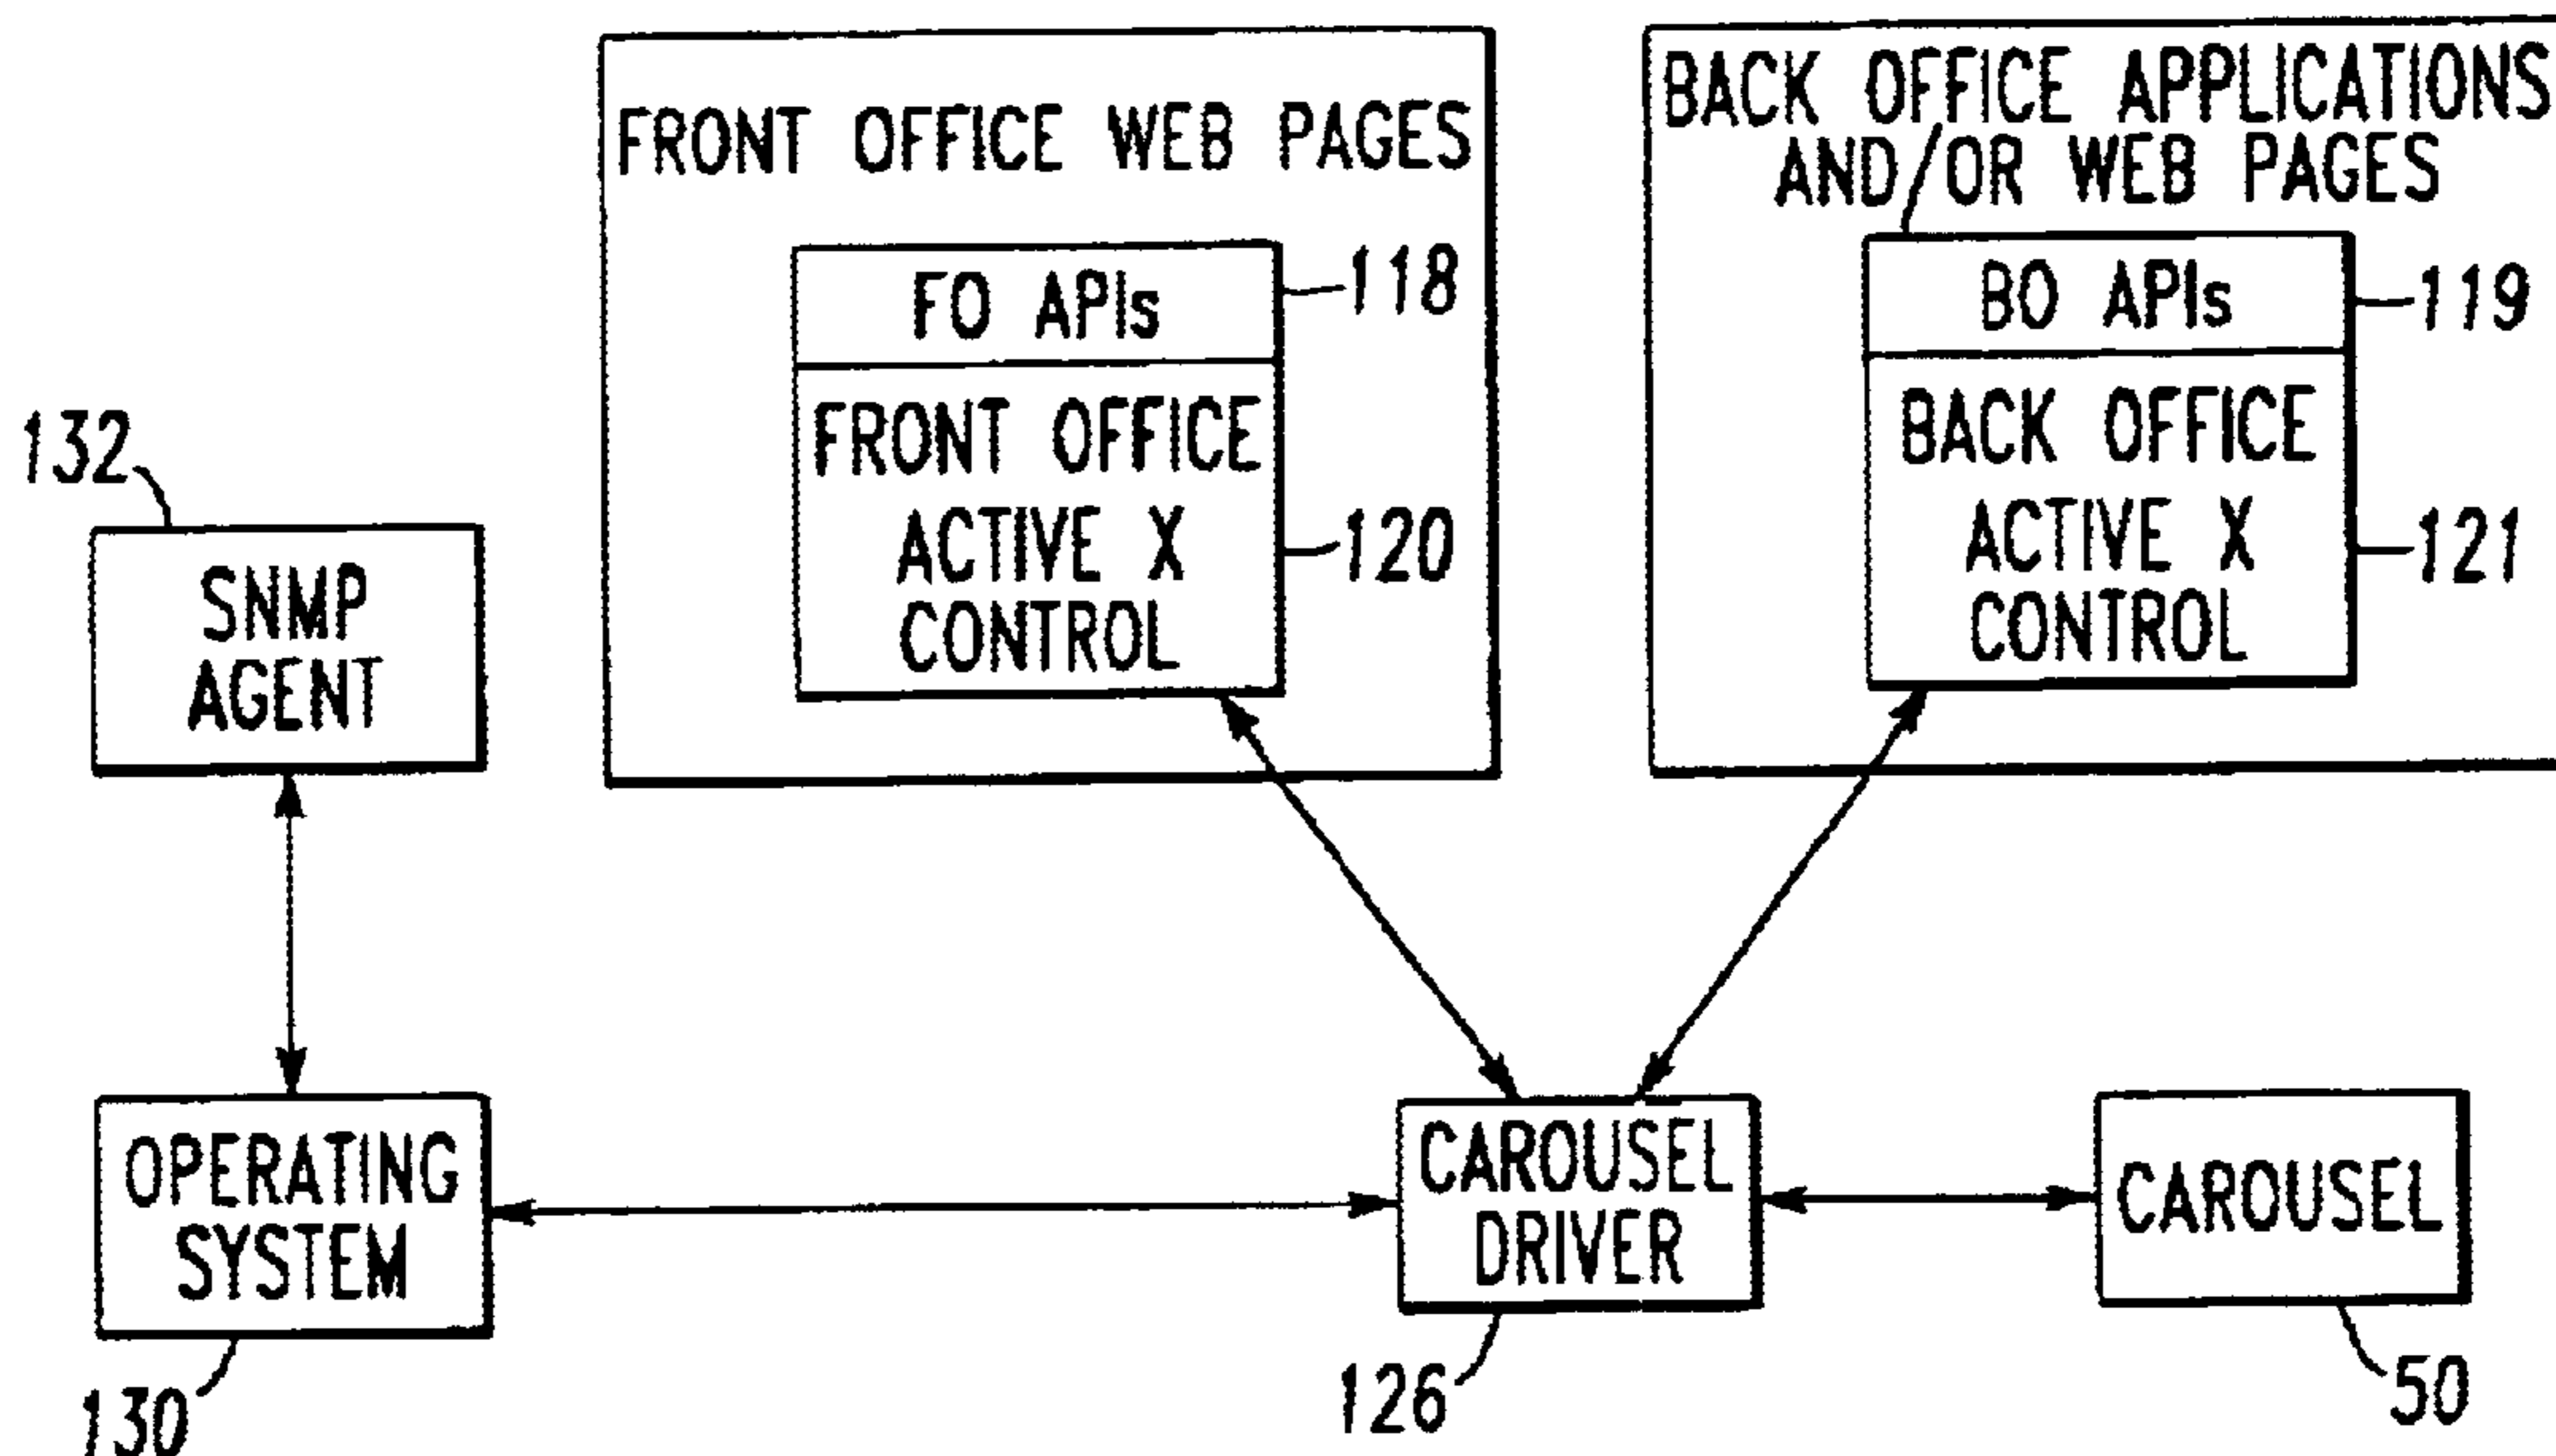 FRONT OFFICE WEB PAGES
FO APIs
118
FRONT OFFICE
ACTIVE X
CONTROL
120
BACK OFFICE APPLICATIONS
AND/OR WEB PAGES
BO APIs
119
BACK OFFICE
ACTIVE X
CONTROL
121
132
SNMP
AGENT
OPERATING
SYSTEM
130
CAROUSEL
DRIVER
126
CAROUSEL
50